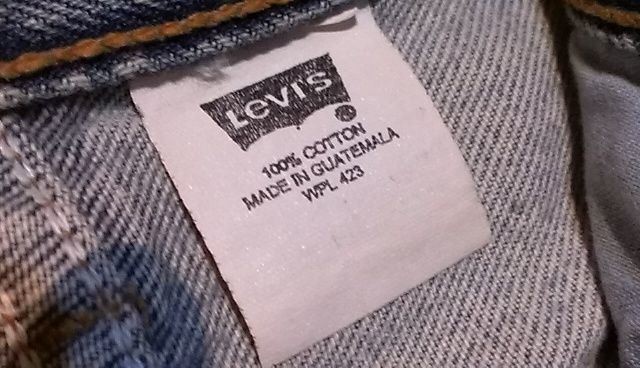 Levi's
100% COTTON
MADE IN GUATEMALA
WPL 423